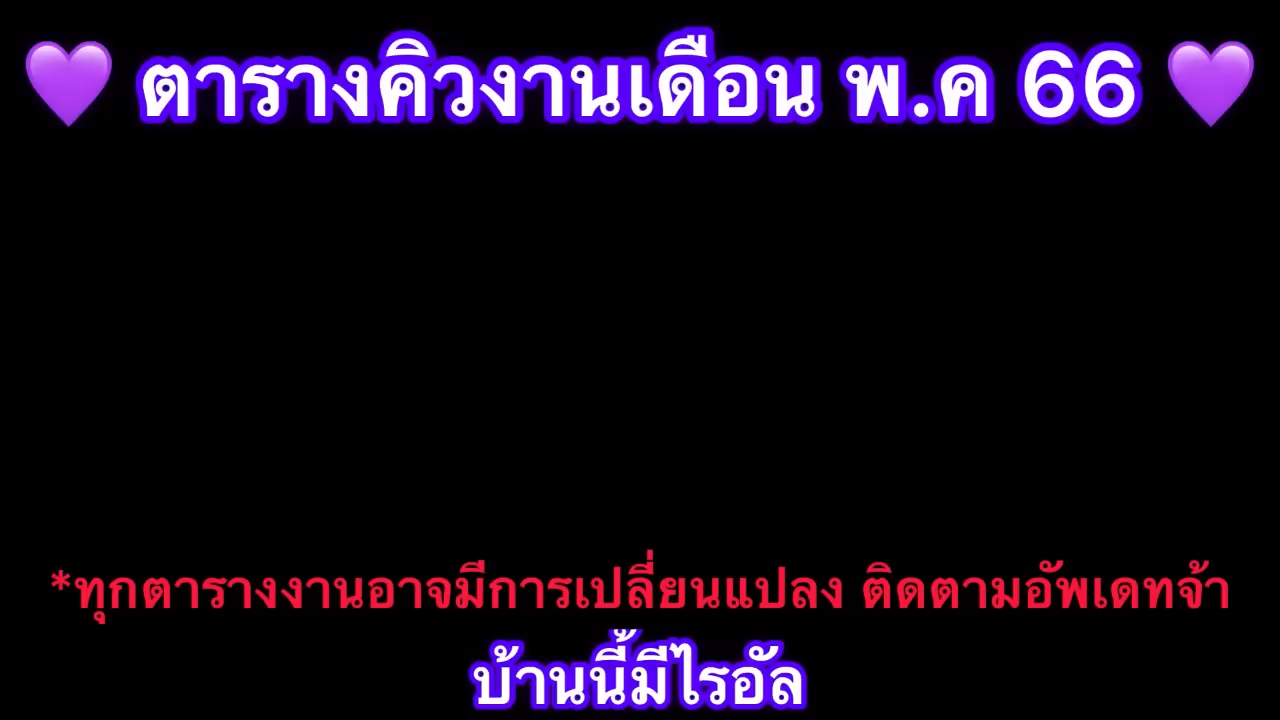 💜 ตารางคิวงานเดือน พ.ค 66 💜
*ทุกตารางงานอาจมีการเปลี่ยนแปลง ติดตามอัพเดทจ้า
บ้านนี้มีไรอัล